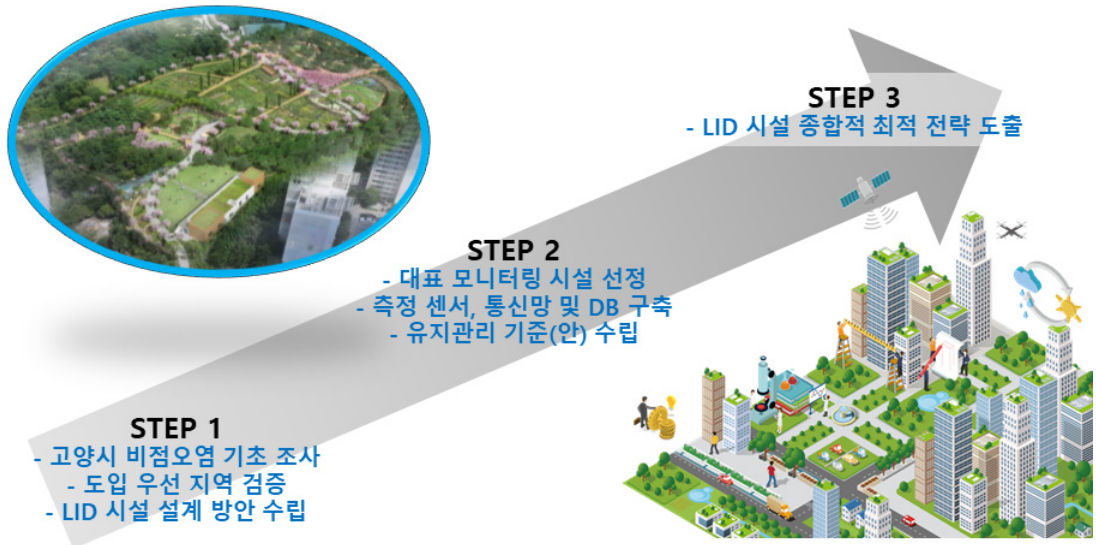 STEP 3
- LID 시설 종합적 최적 전략 도출
STEP 2
- 대표 모니터링 시설 선정
- 측정 센서, 통신망 및 DB 구축
- 유지관리 기준(안) 수립
STEP 1
- 고양시 비점오염 기초 조사
- 도입 우선 지역 검증
- LID 시설 설계 방안 수립